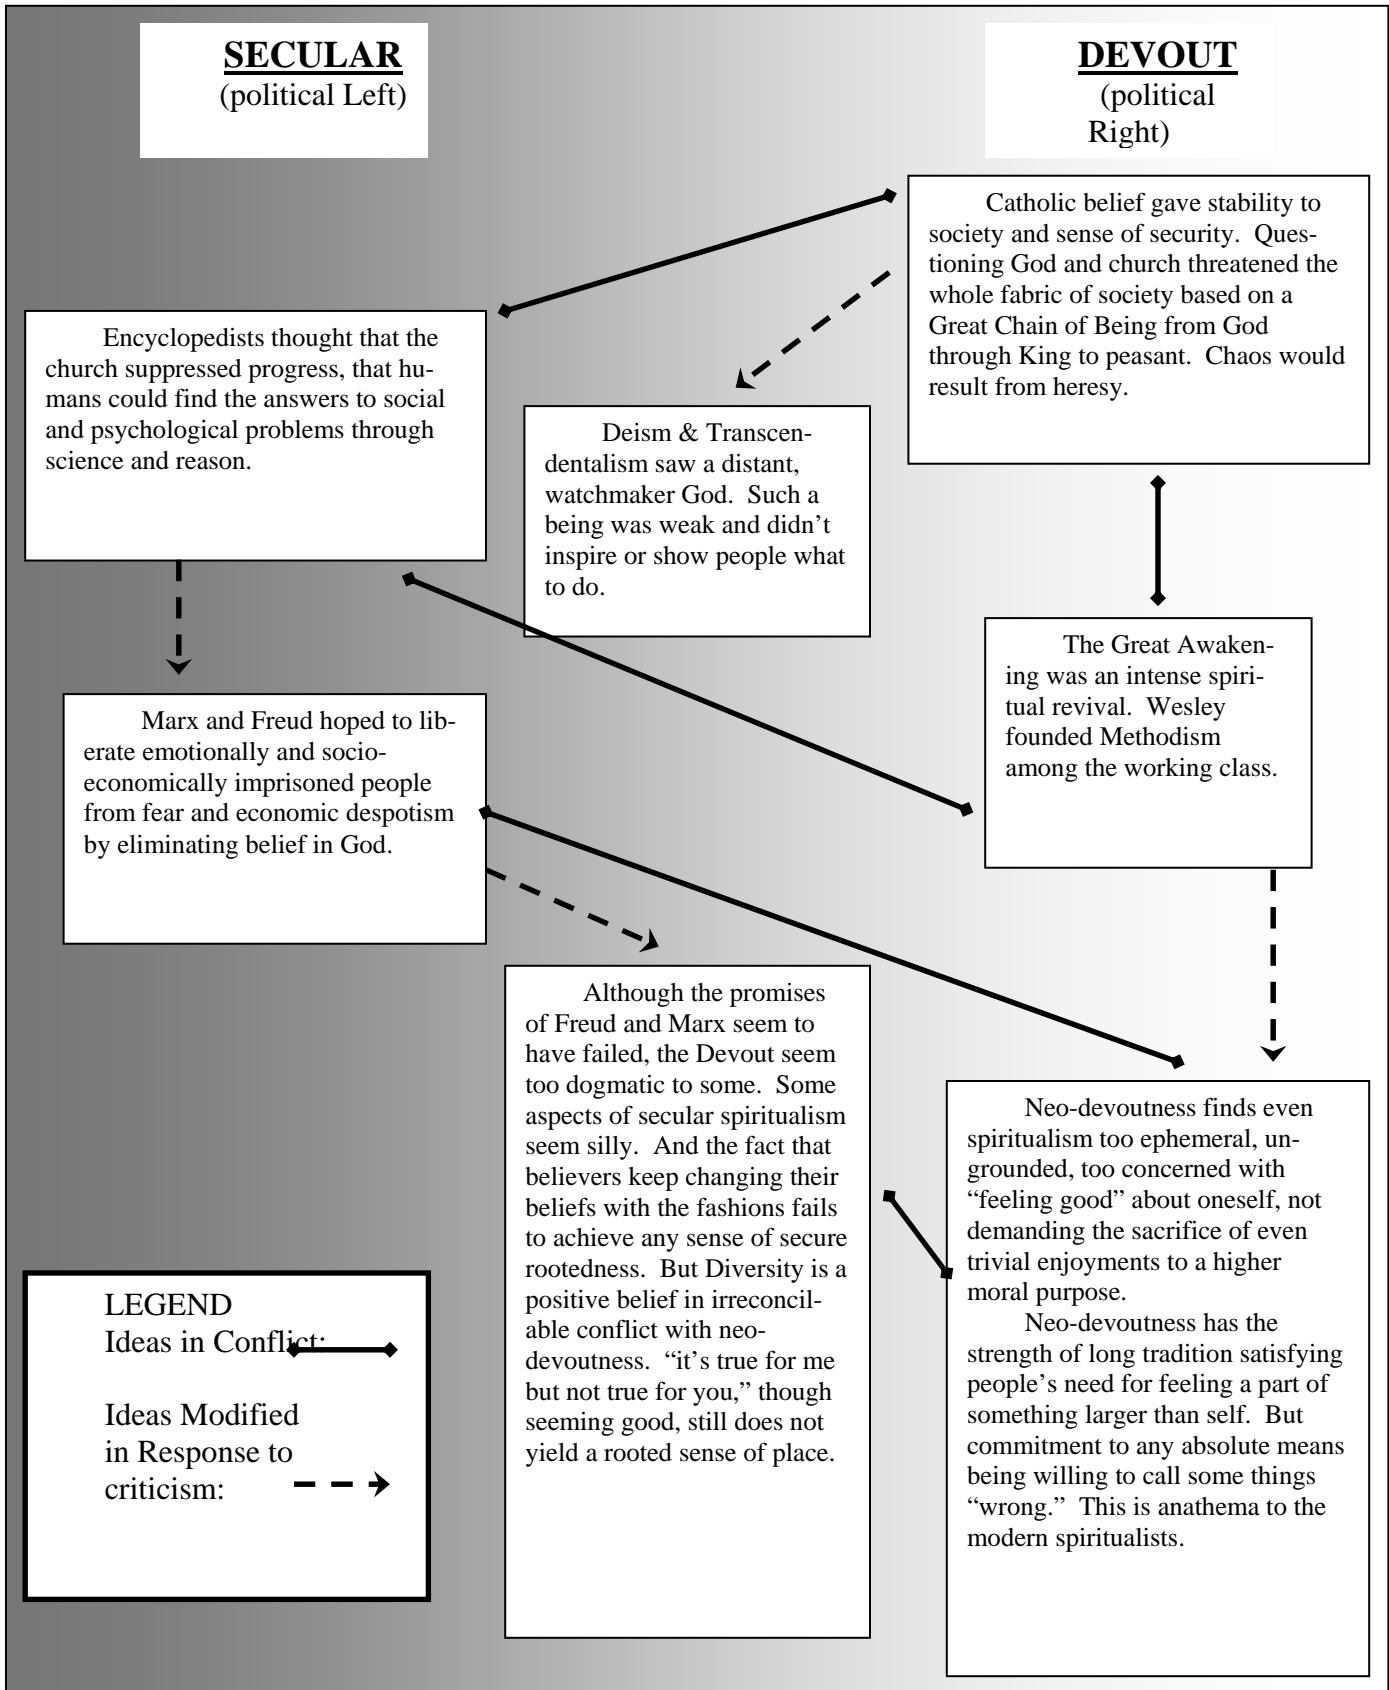 SECULAR
(political Left)
DEVOUT
(political
Right)
Catholic belief gave stability to
society and sense of security.  Ques-
tioning God and church threatened the
whole fabric of society based on a
Great Chain of Being from God
through King to peasant.  Chaos would
result from heresy.
Encyclopedists thought that the
church suppressed progress, that hu-
mans could find the answers to social
and psychological problems through
science and reason.
Deism & Transcen-
dentalism saw a distant,
watchmaker God.  Such a
being was weak and didn’t
inspire or show people what
to do.
The Great Awaken-
ing was an intense spiri-
tual revival.  Wesley
founded Methodism
among the working class.
Marx and Freud hoped to lib-
erate emotionally and socio-
economically imprisoned people
from fear and economic despotism
by eliminating belief in God.
Although the promises
of Freud and Marx seem to
have failed, the Devout seem
too dogmatic to some.  Some
aspects of secular spiritualism
seem silly.  And the fact that
believers keep changing their
beliefs with the fashions fails
to achieve any sense of secure
rootedness.  But Diversity is a
positive belief in irreconcil-
able conflict with neo-
devoutness.  “it’s true for me
but not true for you,” though
seeming good, still does not
yield a rooted sense of place.
Neo-devoutness finds even
spiritualism too ephemeral, un-
grounded, too concerned with
“feeling good” about oneself, not
demanding the sacrifice of even
trivial enjoyments to a higher
moral purpose.
Neo-devoutness has the
strength of long tradition satisfying
people’s need for feeling a part of
something larger than self.  But
commitment to any absolute means
being willing to call some things
“wrong.”  This is anathema to the
modern spiritualists.
LEGEND
Ideas in Conflict:
Ideas Modified
in Response to
criticism: